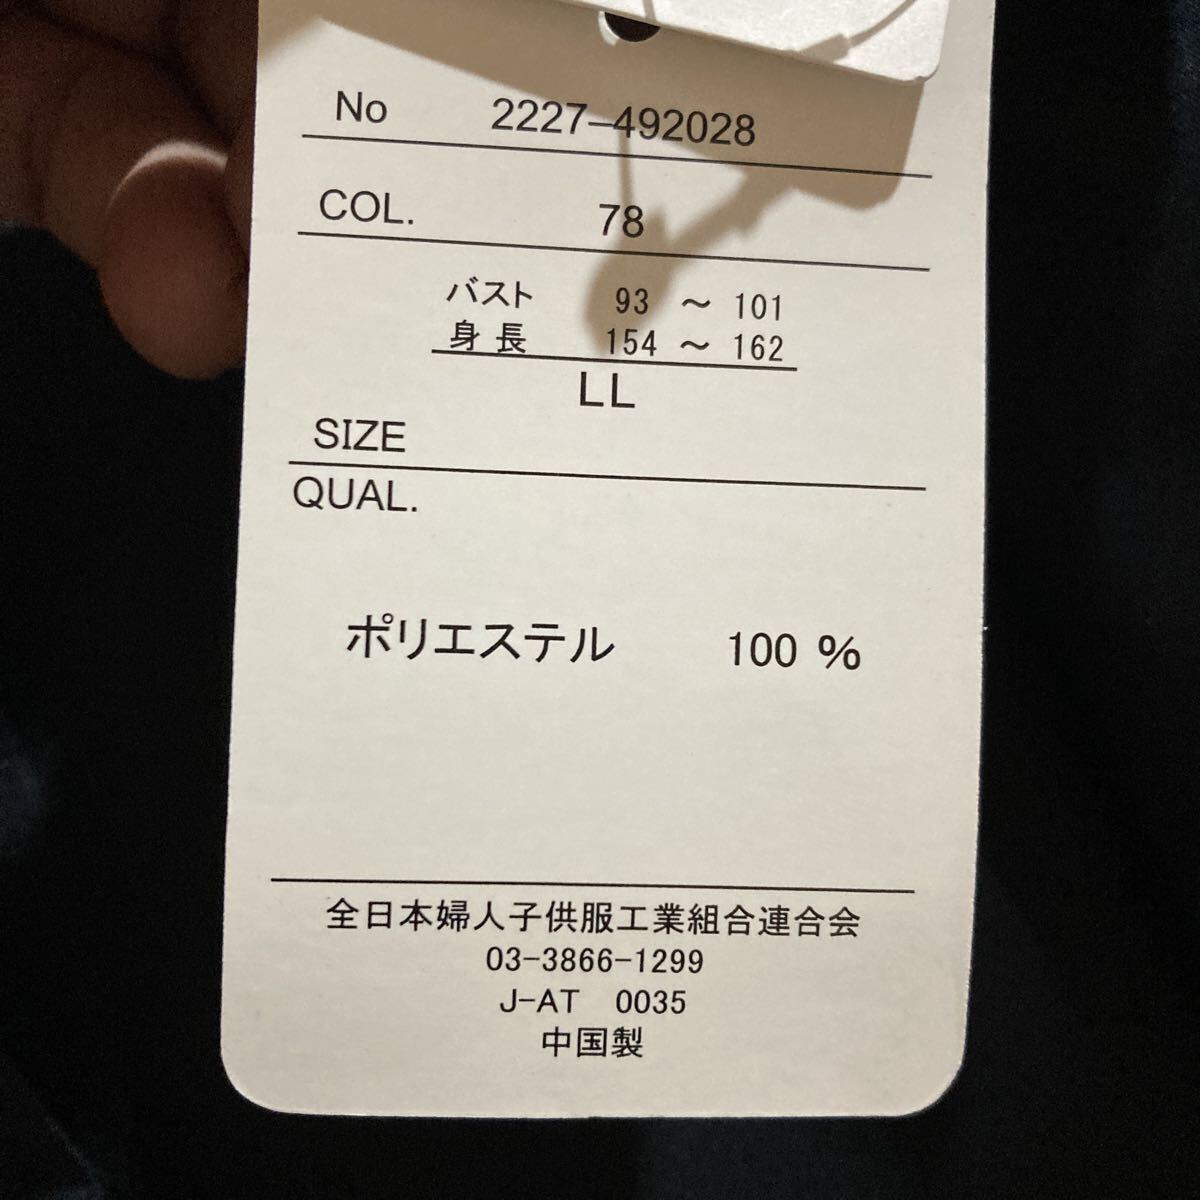 No 2227-492028
COL. 78
バスト 93 ～ 101
身長 154 ～ 162
LL
SIZE
QUAL.
ポリエステル 100 %
全日本婦人子供服工業組合連合会
03-3866-1299
J-AT 0035
中国製